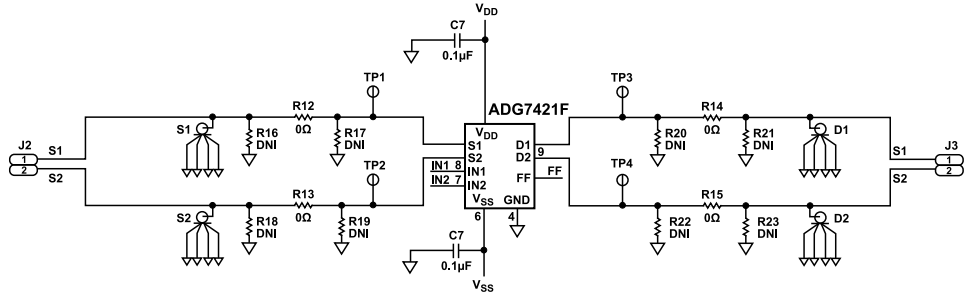 VDD
C7
0.1µF
TP1
TP3
ADG7421F
R12
0Ω
R14
0Ω
S1
R16
DNI
R17
DNI
VDD
S1
S2
IN1
IN2
VSS
D1
D2
FF
GND
9
R20
DNI
R21
DNI
D1
J2
1
2
S1
S2
TP2
IN1 8
IN2 7
FF
TP4
S1
S2
J3
1
2
R13
0Ω
R15
0Ω
S2
R18
DNI
R19
DNI
6
4
R22
DNI
R23
DNI
D2
C7
0.1µF
VSS